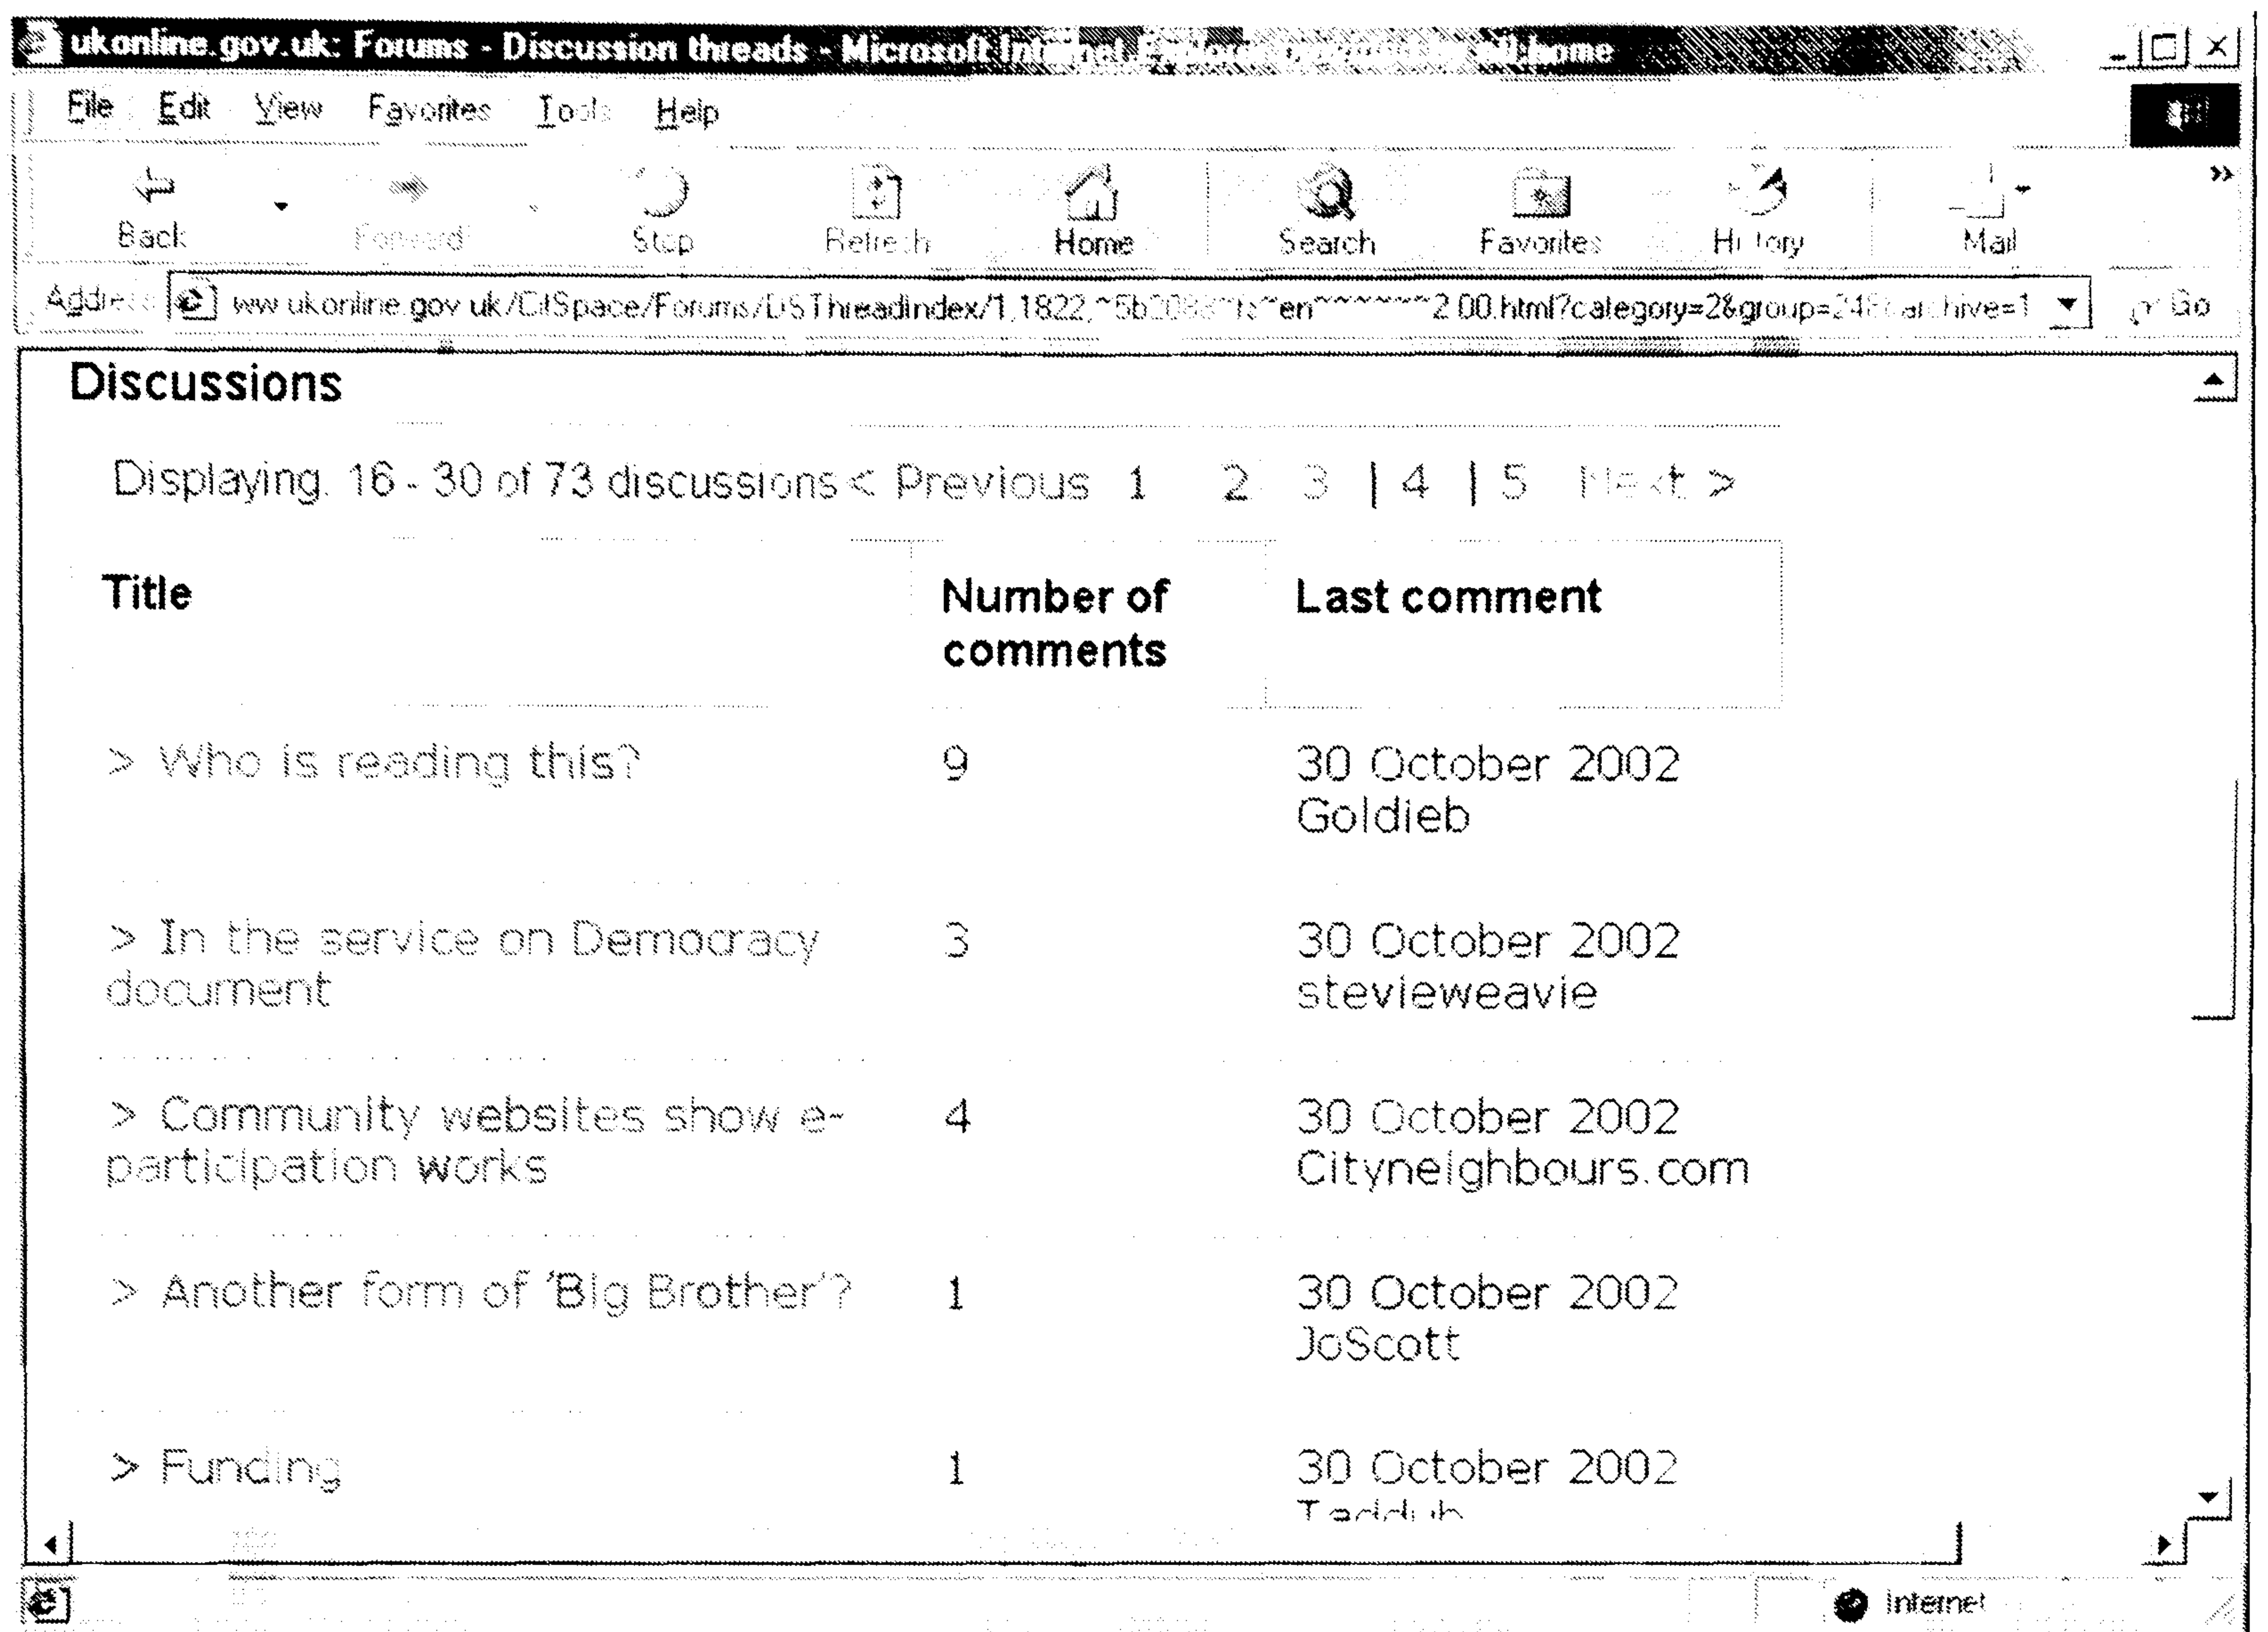 ukonline.gov.uk: Forums - Discussion threads - Microsoft Internet Explorer
File Edit View Favorites Tools Help
Back Forward Stop Refresh Home Search Favorites History Mail »
Address Go
Discussions
Displaying. 16 - 30 of 73 discussions < Previous 1 2 3 | 4 | 5 Next >
Title Number of Last comment
comments
> Who is reading this? 9 30 October 2002
Goldieb
> In the service on Democracy 3 30 October 2002
document stevieweavie
> Community websites show e- 4 30 October 2002
participation works Cityneighbours.com
> Another form of 'Big Brother'? 1 30 October 2002
JoScott
> Funding 1 30 October 2002
Internet